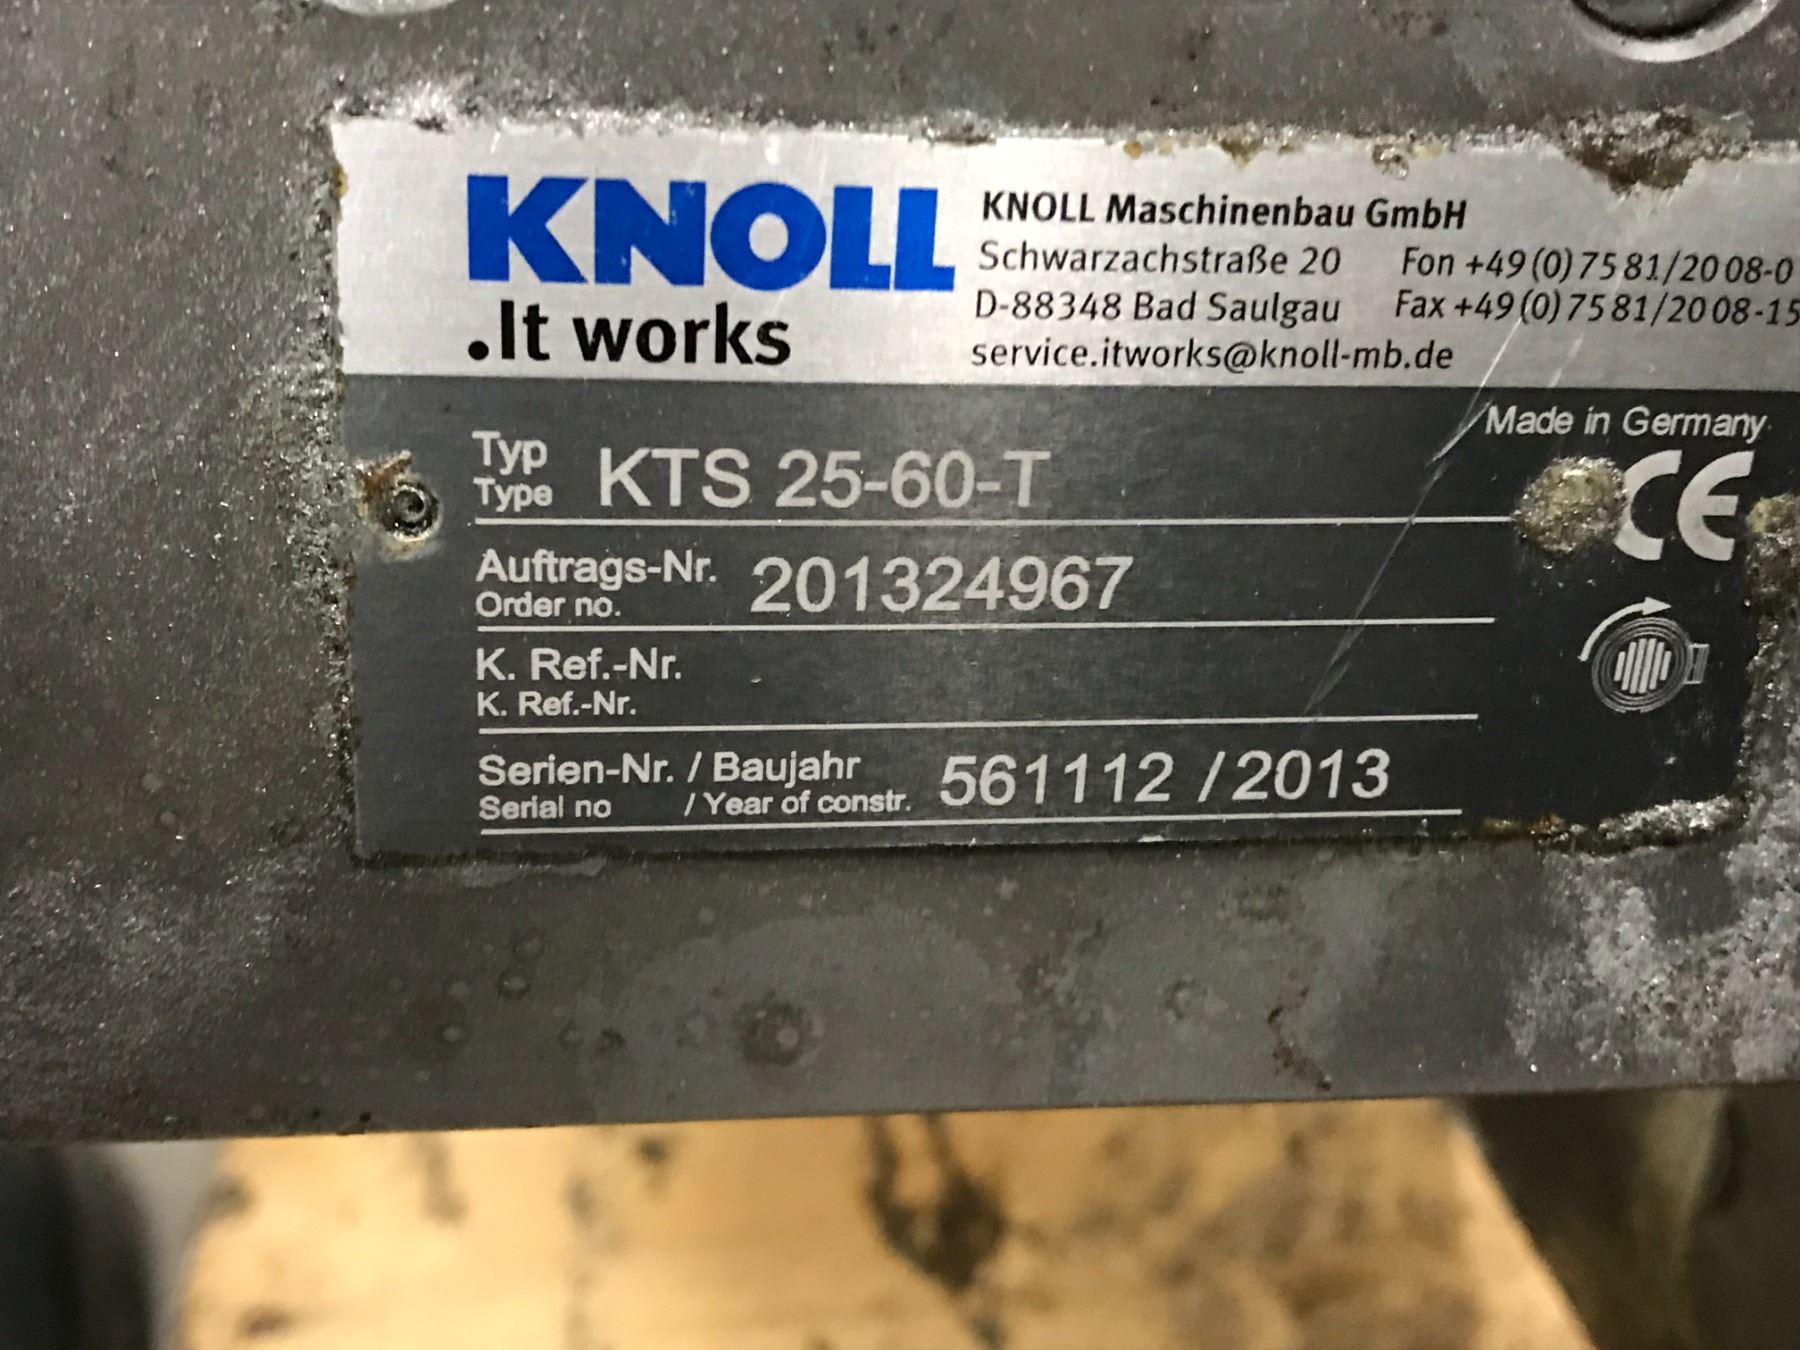 KNOLL
.It works
KNOLL Maschinenbau GmbH
Schwarzachstraße 20 Fon +49(0)7581/2008-0
D-88348 Bad Saulgau Fax +49(0)7581/2008-15
service.itworks@knoll-mb.de
Made in Germany
CE
Typ
Type KTS 25-60-T
Auftrags-Nr. 201324967
Order no.
K. Ref.-Nr.
K. Ref.-Nr.
Serien-Nr. / Baujahr 561112 / 2013
Serial no / Year of constr.